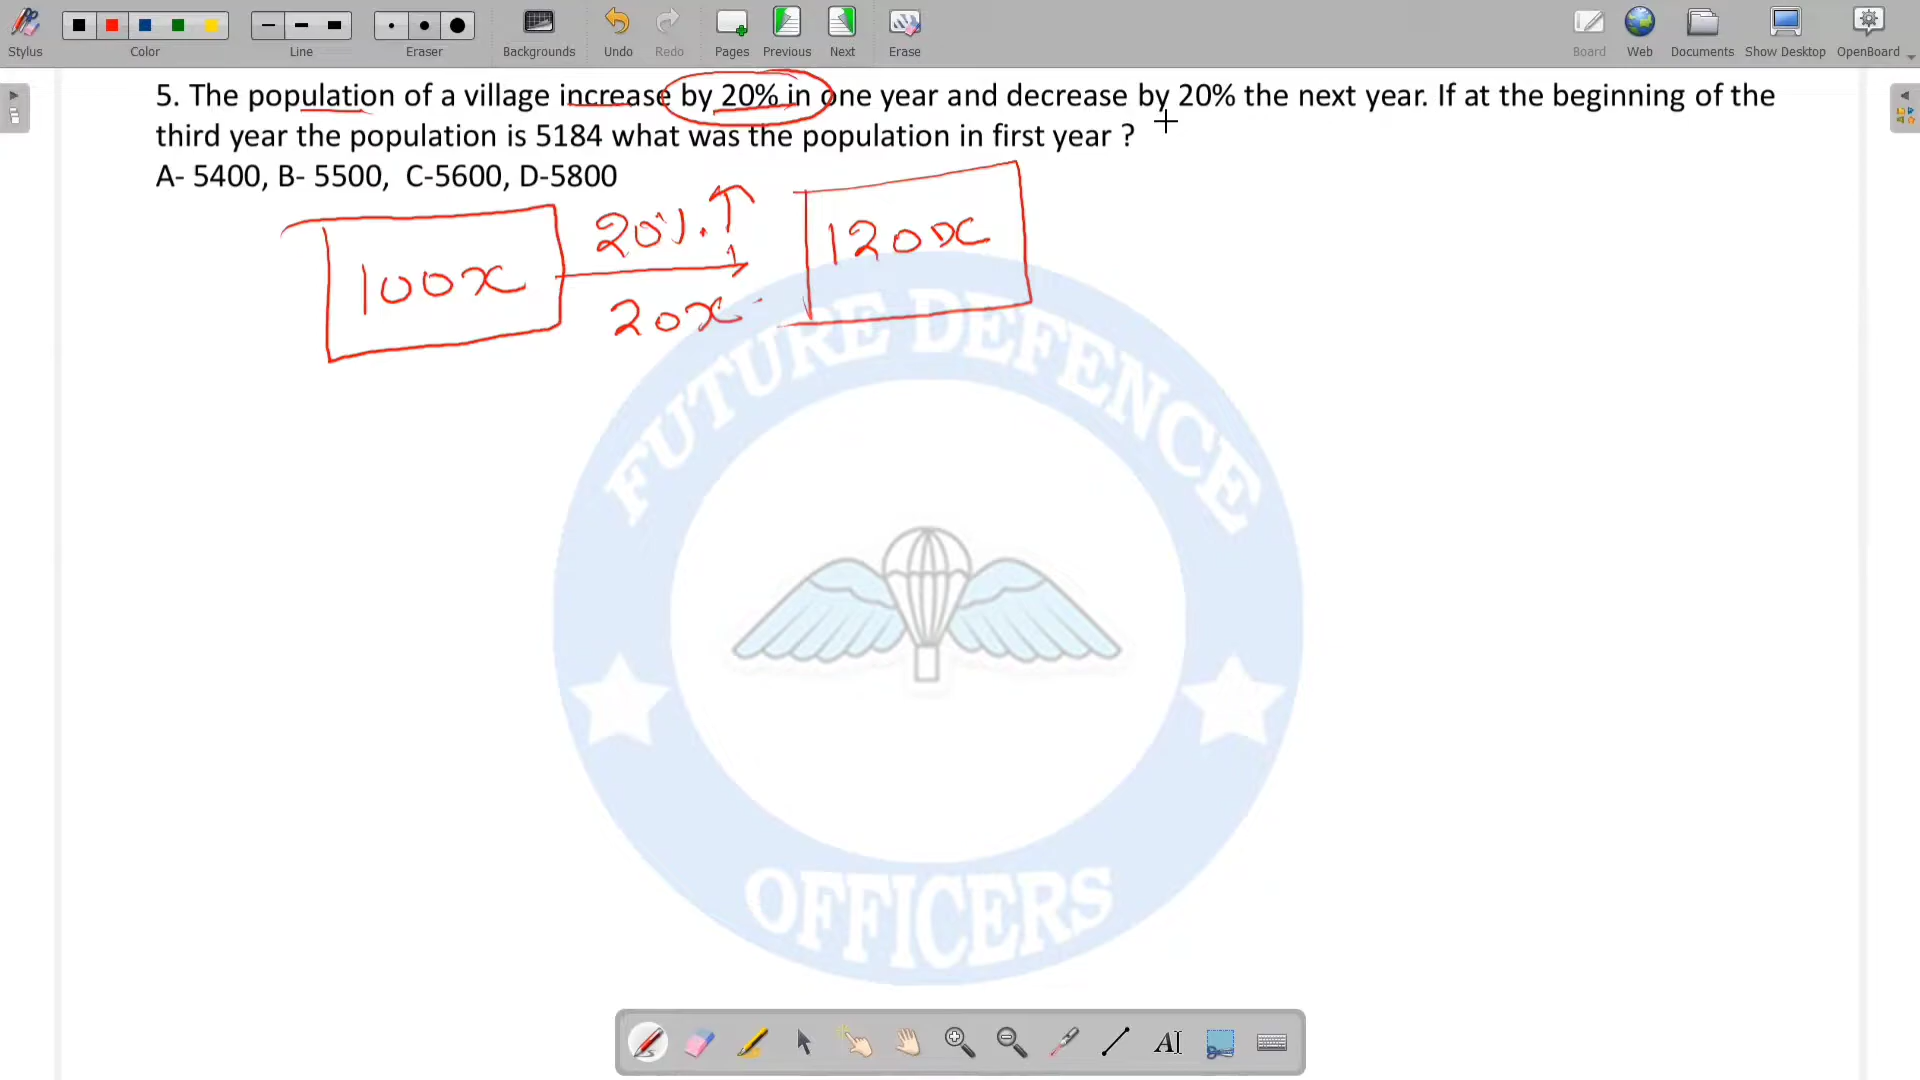 Stylus Color Line Eraser Backgrounds Undo Redo Pages Previous Next Erase Board Web Documents Show Desktop OpenBoard
5. The population of a village increase by 20% in one year and decrease by 20% the next year. If at the beginning of the
third year the population is 5184 what was the population in first year ?
A- 5400, B- 5500, C-5600, D-5800
100x 20%. ↑ 120x
20x
FUTURE DEFENCE
OFFICERS